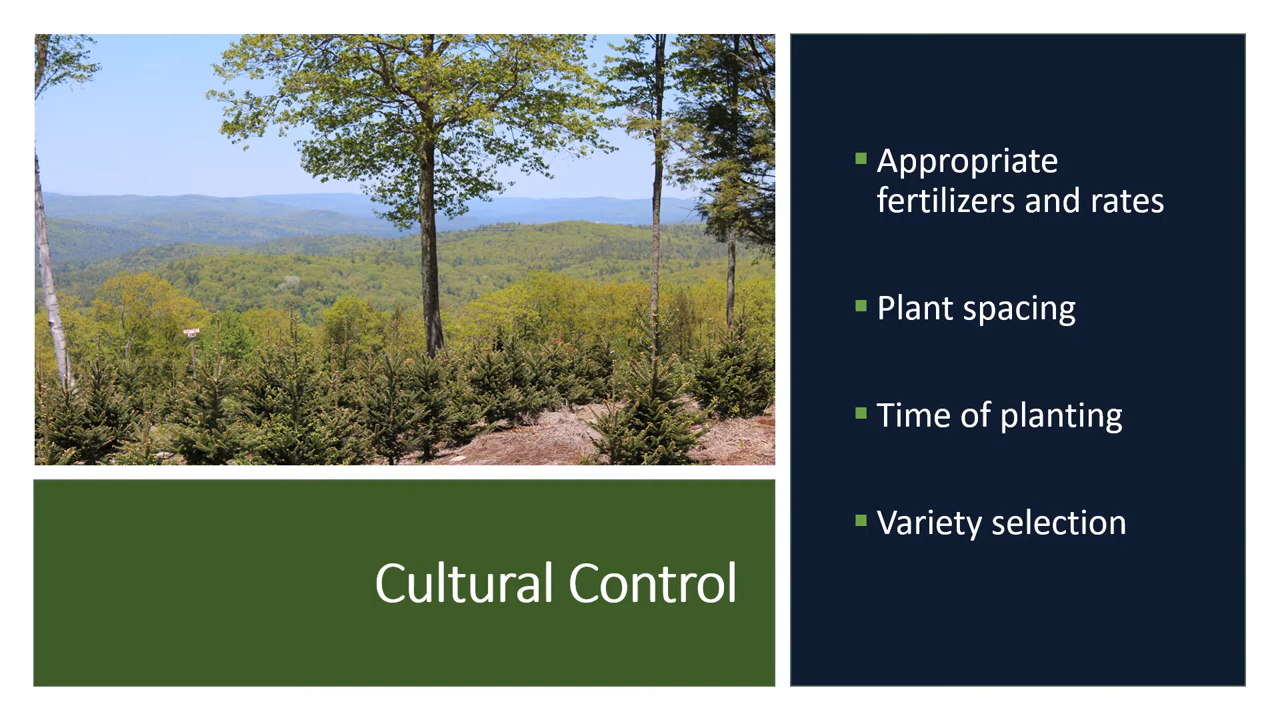 Appropriate
fertilizers and rates
Plant spacing
Time of planting
Variety selection
Cultural Control